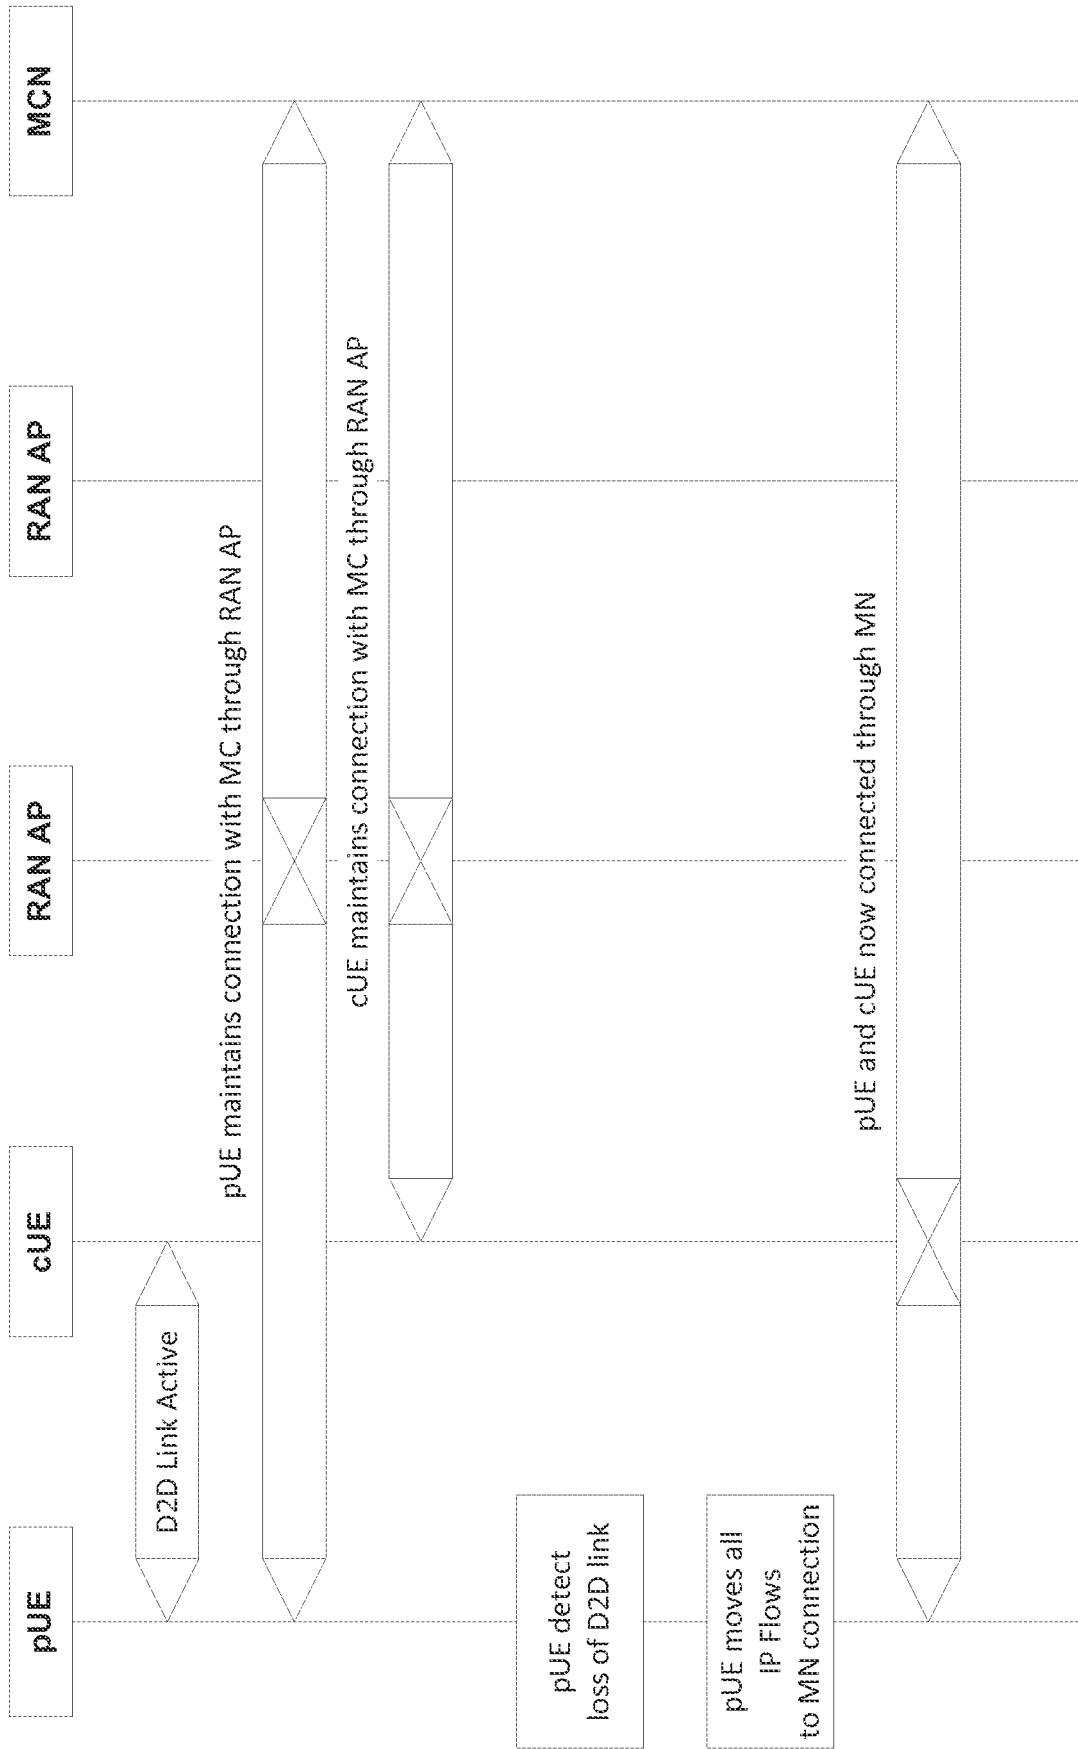 pUE
cUE
RAN AP
RAN AP
MCN
D2D Link Active
pUE maintains connection with MC through RAN AP
cUE maintains connection with MC through RAN AP
pUE detect
loss of D2D link
pUE moves all
IP Flows
to MN connection
pUE and cUE now connected through MN